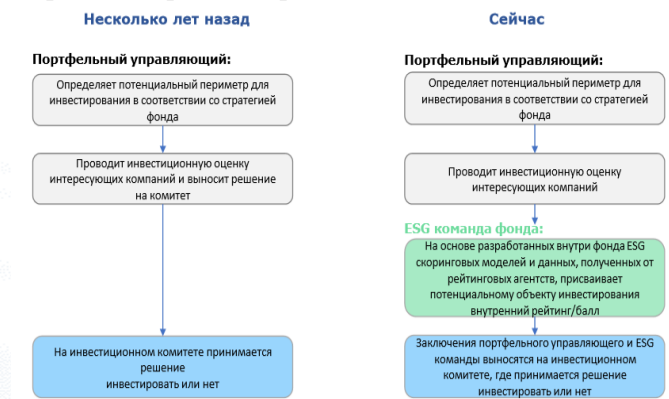 Несколько лет назад
Портфельный управляющий:
Определяет потенциальный периметр для
инвестирования в соответствии со стратегией
фонда
Проводит инвестиционную оценку
интересующих компаний и выносит решение
на комитет
На инвестиционном комитете принимается
решение
инвестировать или нет
Сейчас
Портфельный управляющий:
Определяет потенциальный периметр для
инвестирования в соответствии со стратегией
фонда
Проводит инвестиционную оценку
интересующих компаний
ESG команда фонда:
На основе разработанных внутри фонда ESG
скоринговых моделей и данных, полученных от
рейтинговых агентств, присваивает
потенциальному объекту инвестирования
внутренний рейтинг/балл
Заключения портфельного управляющего и ESG
команды выносятся на инвестиционном
комитете, где принимается решение
инвестировать или нет